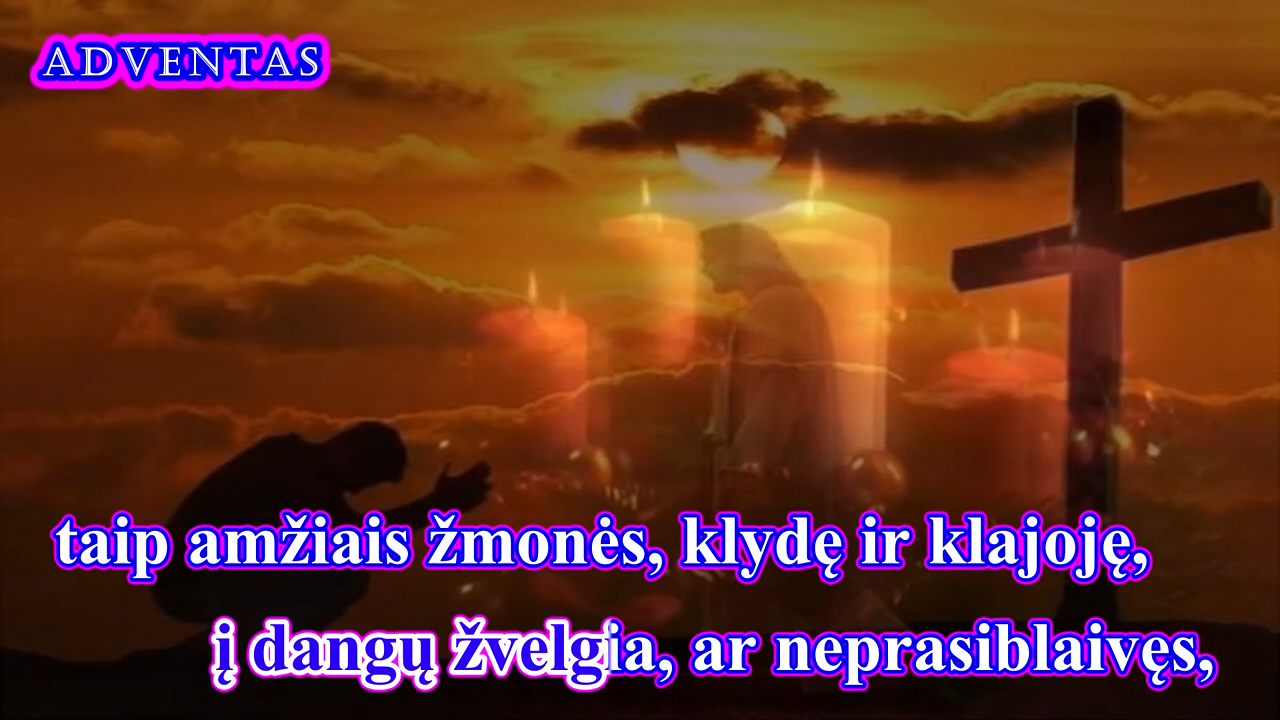 ADVENTAS
taip amžiais žmonės, klydę ir klajoję,
į dangų žvelgia, ar neprasiblaivęs,